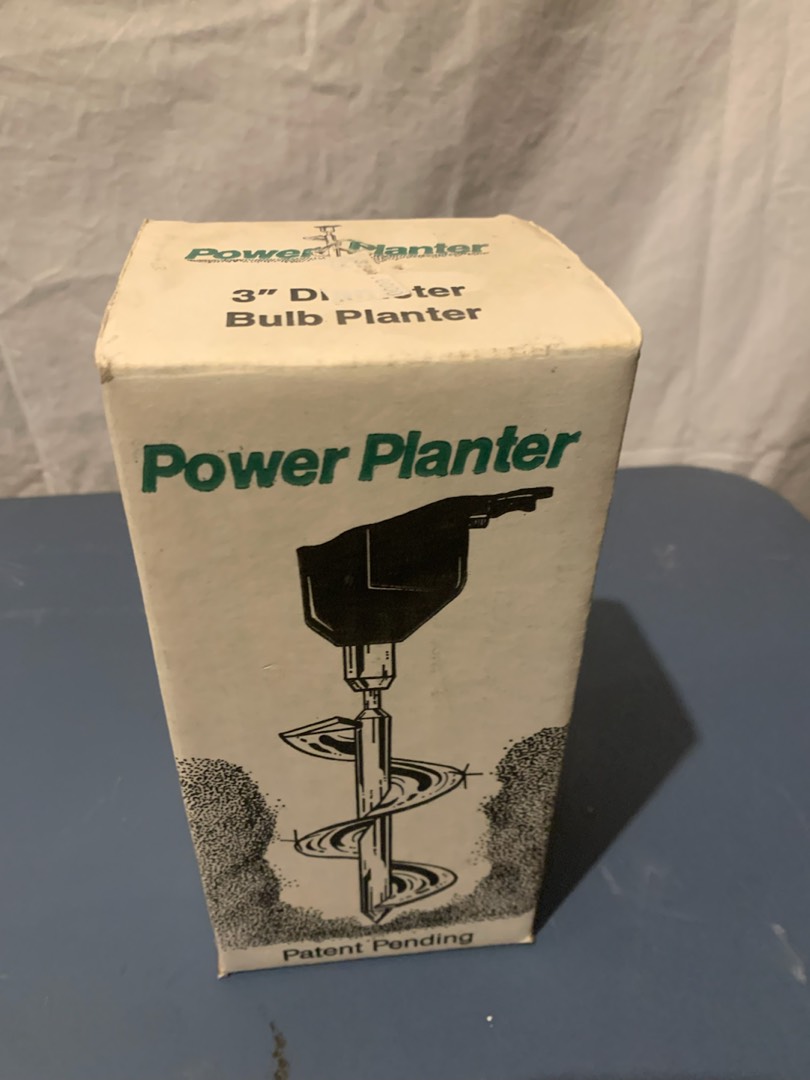 Power Planter
3" Diameter
Bulb Planter
Power Planter
Patent Pending